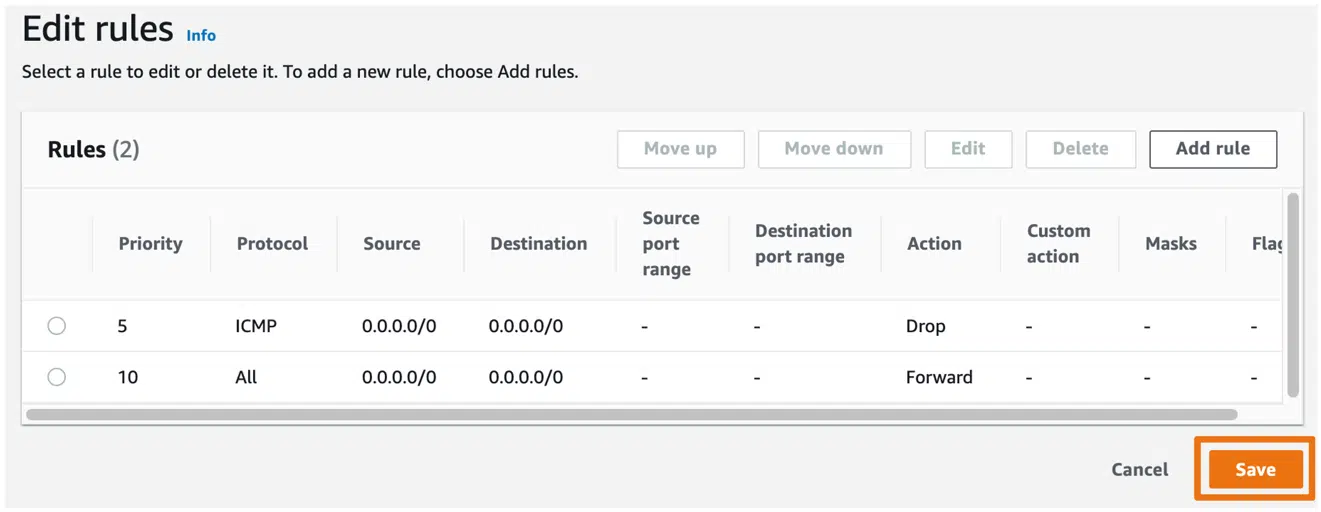 Edit rules Info
Select a rule to edit or delete it. To add a new rule, choose Add rules.
Rules (2) Move up Move down Edit Delete Add rule
Priority Protocol Source Destination Source port range Destination port range Action Custom action Masks
5 ICMP 0.0.0.0/0 0.0.0.0/0 - - Drop - - -
10 All 0.0.0.0/0 0.0.0.0/0 - - Forward - - -
Cancel Save